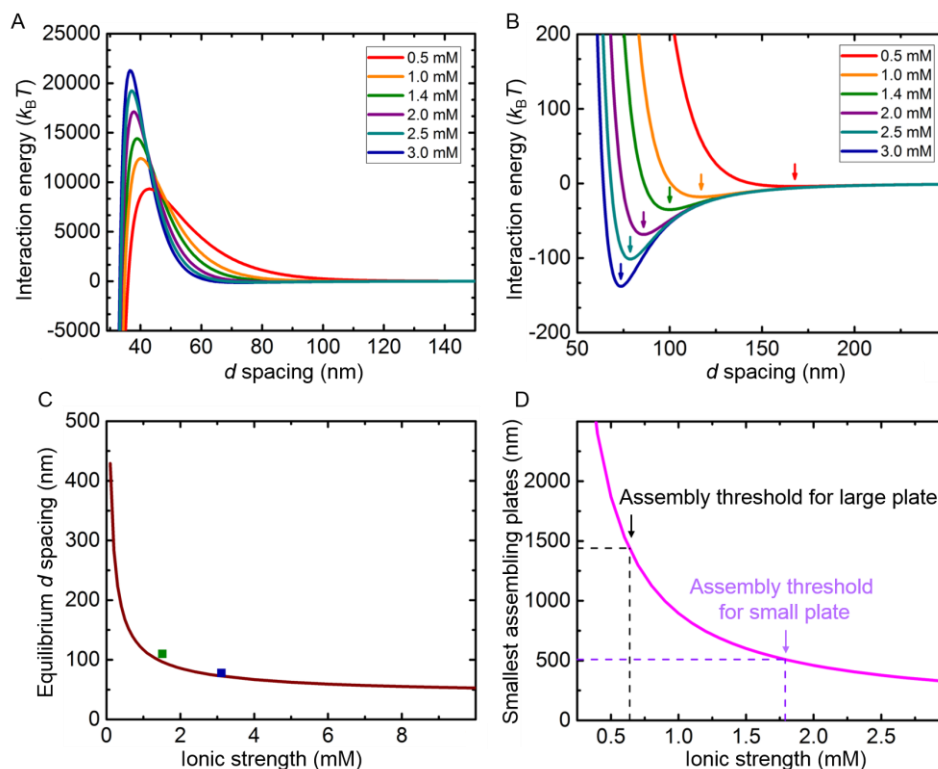 A
25000
20000
15000
10000
5000
0
-5000
Interaction energy (kBT)
40
60
80
100
120
140
d spacing (nm)
0.5 mM
1.0 mM
1.4 mM
2.0 mM
2.5 mM
3.0 mM
B
200
100
0
-100
-200
Interaction energy (kBT)
50
100
150
200
d spacing (nm)
0.5 mM
1.0 mM
1.4 mM
2.0 mM
2.5 mM
3.0 mM
C
500
400
300
200
100
0
Equilibrium d spacing (nm)
0
2
4
6
8
Ionic strength (mM)
D
2000
1500
1000
500
0
Smallest assembling plates (nm)
0.5
1.0
1.5
2.0
2.5
Ionic strength (mM)
Assembly threshold for large plate
Assembly threshold
for small plate